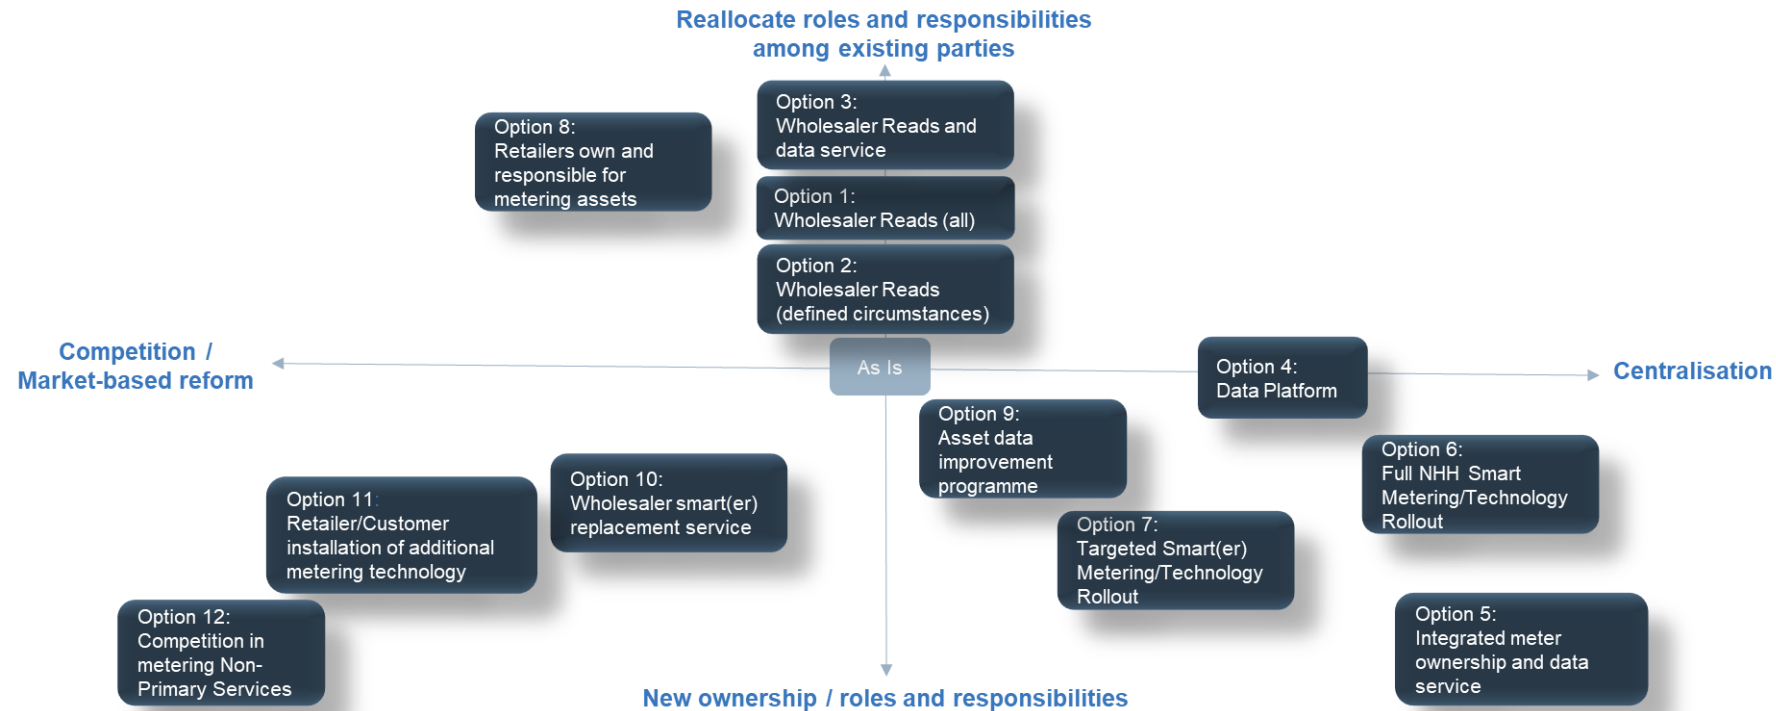 Reallocate roles and responsibilities
among existing parties
Option 3:
Wholesaler Reads and
data service
Option 8:
Retailers own and
responsible for
metering assets
Option 1:
Wholesaler Reads (all)
Option 2:
Wholesaler Reads
(defined circumstances)
Competition /
Market-based reform
As Is
Option 4:
Data Platform
Centralisation
Option 9:
Asset data
improvement
programme
Option 6:
Full NHH Smart
Metering/Technology
Rollout
Option 10:
Wholesaler smart(er)
replacement service
Option 11:
Retailer/Customer
installation of additional
metering technology
Option 7:
Targeted Smart(er)
Metering/Technology
Rollout
Option 12:
Competition in
metering Non-
Primary Services
Option 5:
Integrated meter
ownership and data
service
New ownership / roles and responsibilities